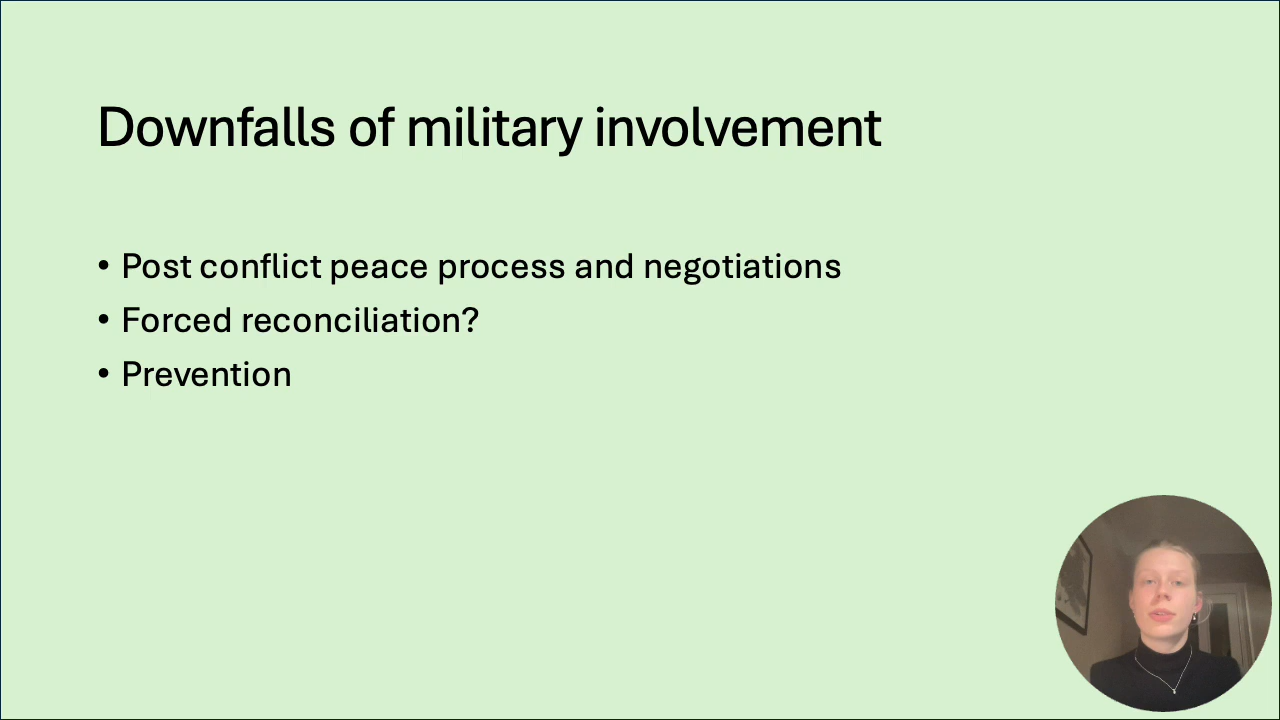 Downfalls of military involvement
• Post conflict peace process and negotiations
• Forced reconciliation?
• Prevention